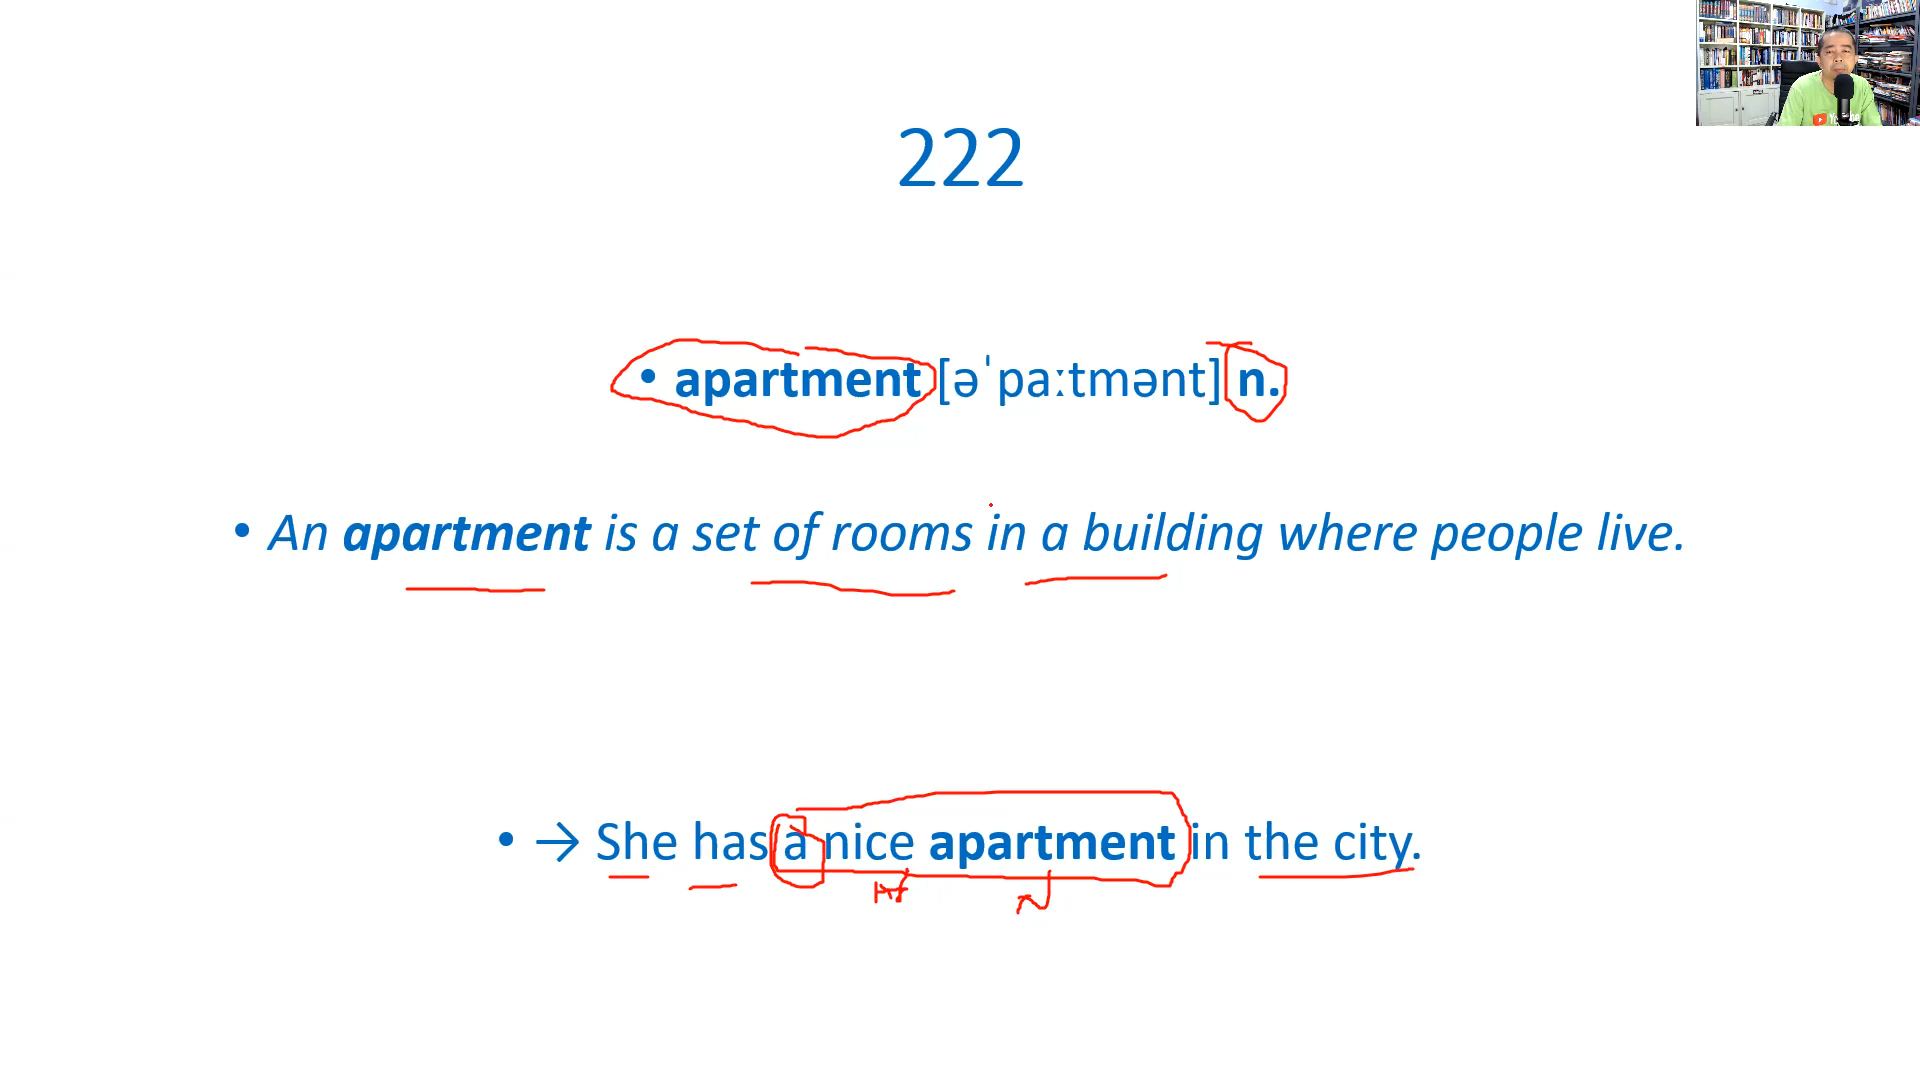 222
• apartment [əˈpaːtmənt] n.
• An apartment is a set of rooms in a building where people live.
• → She has a nice apartment in the city.
N